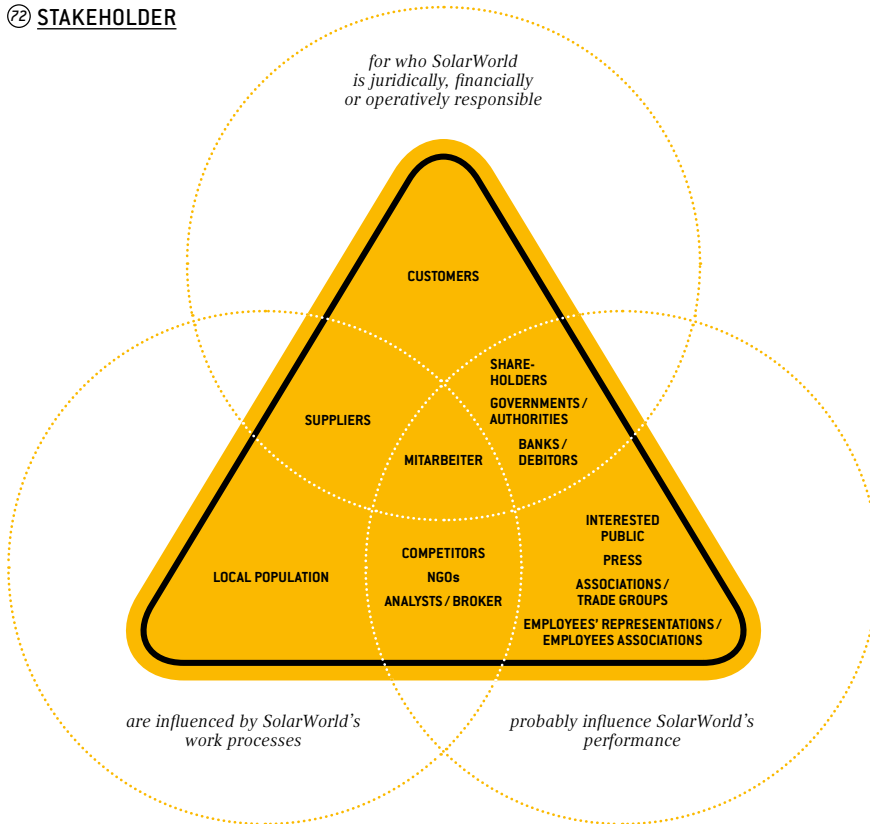 72 STAKEHOLDER
for who SolarWorld
is juridically, financially
or operatively responsible
CUSTOMERS
SHARE-
HOLDERS
GOVERNMENTS /
AUTHORITIES
BANKS /
DEBITORS
SUPPLIERS
MITARBEITER
INTERESTED
PUBLIC
PRESS
ASSOCIATIONS /
TRADE GROUPS
EMPLOYEES' REPRESENTATIONS /
EMPLOYEES ASSOCIATIONS
COMPETITORS
NGOs
ANALYSTS / BROKER
LOCAL POPULATION
are influenced by SolarWorld's
work processes
probably influence SolarWorld's
performance